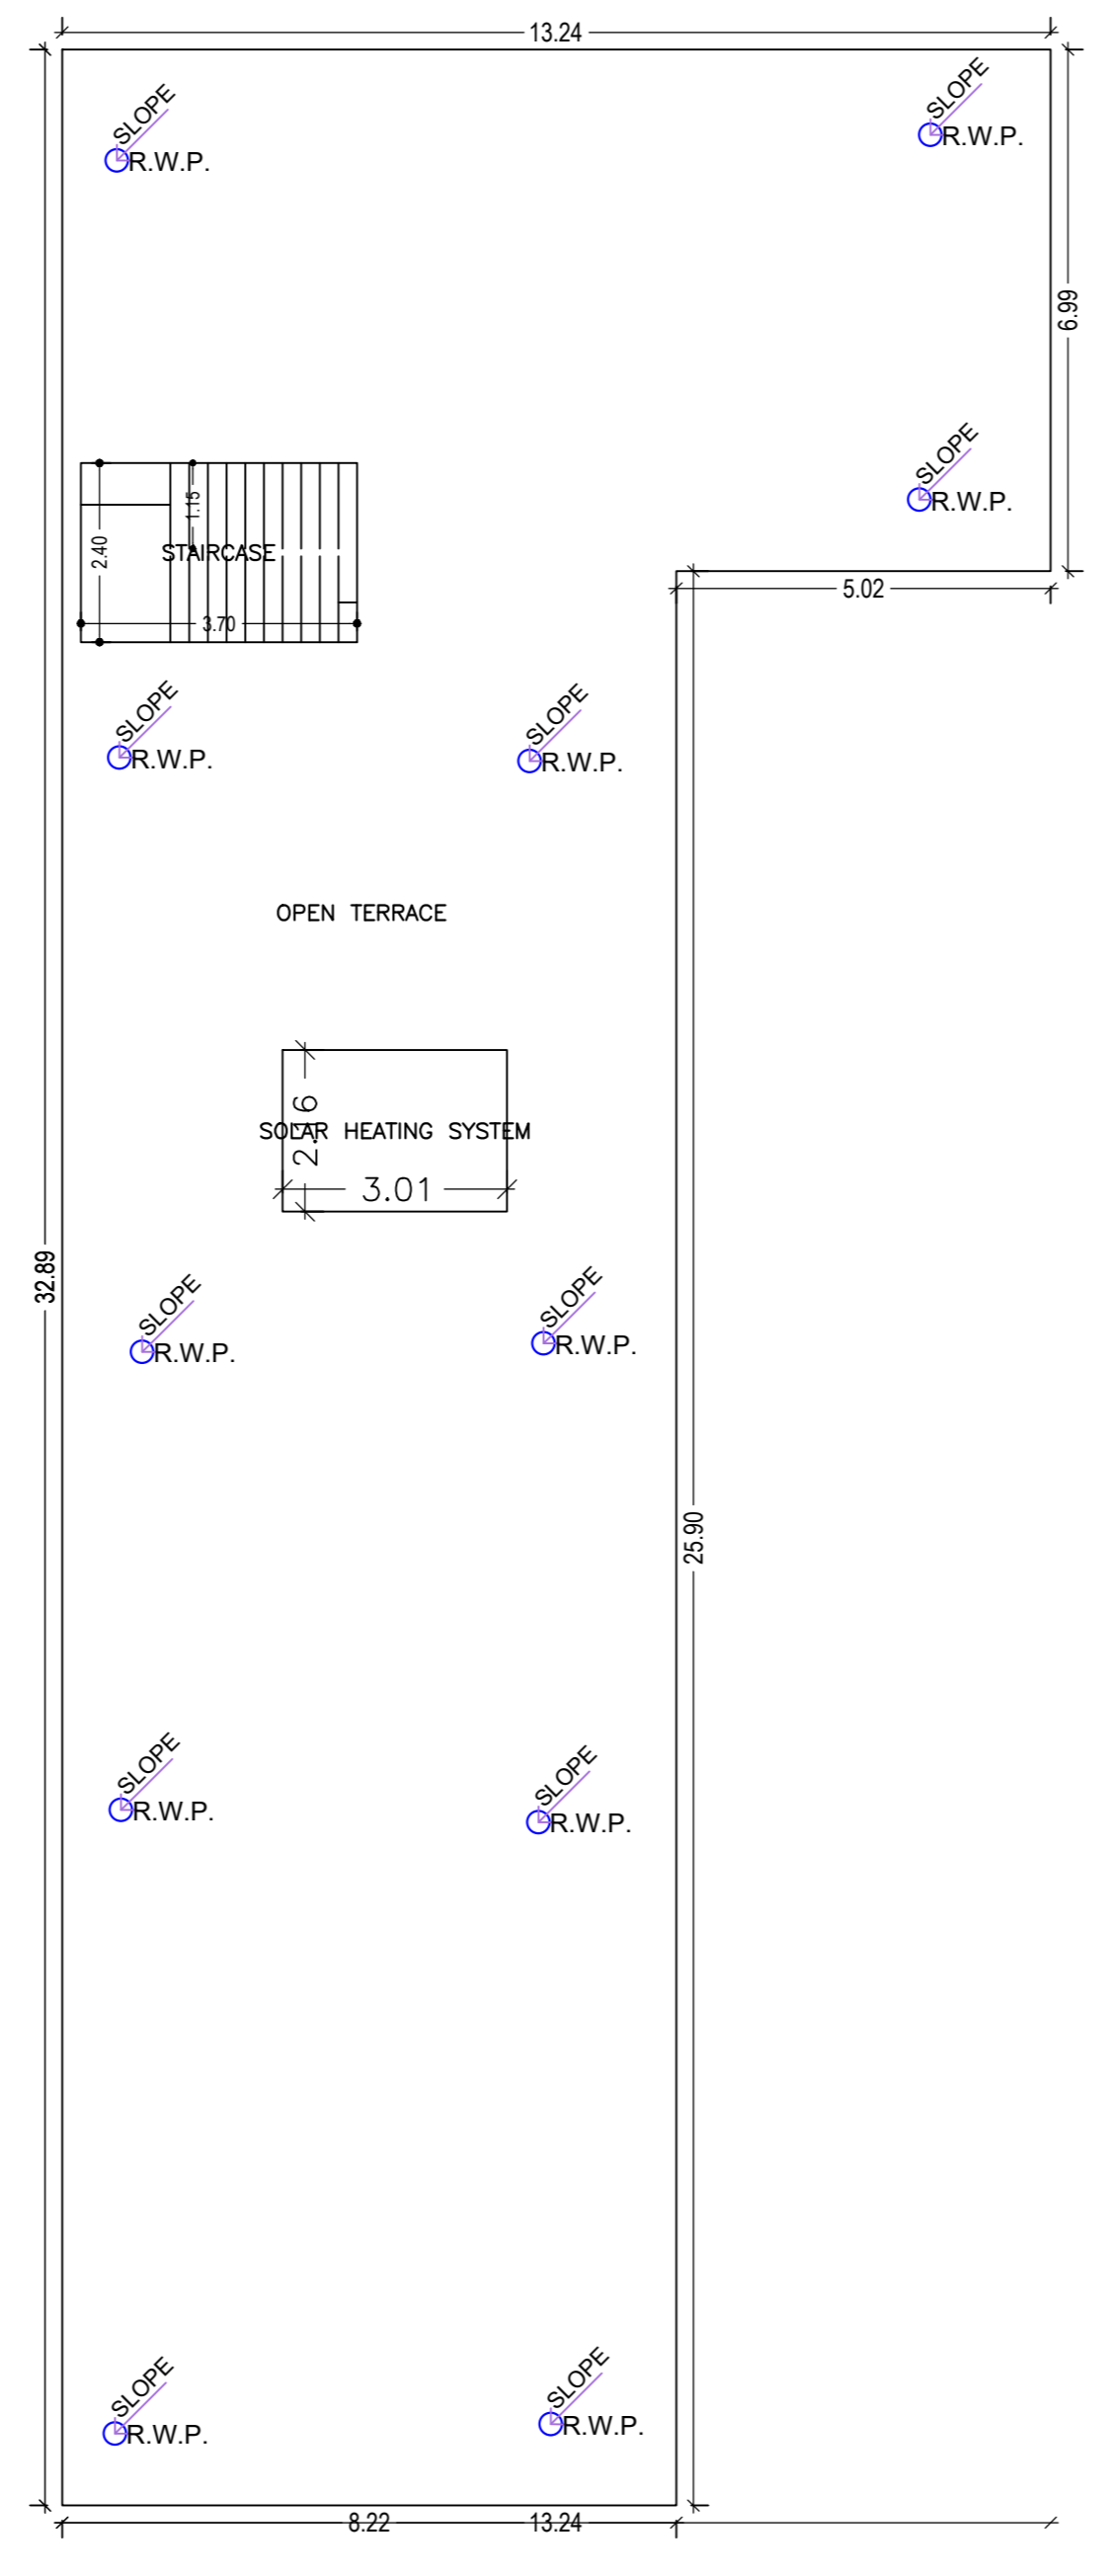 13.24
SLOPE
R.W.P.
SLOPE
R.W.P.
6.99
SLOPE
R.W.P.
1.15
2.40
STAIRCASE
3.70
5.02
SLOPE
R.W.P.
SLOPE
R.W.P.
OPEN TERRACE
2.16
SOLAR HEATING SYSTEM
3.01
32.89
SLOPE
R.W.P.
SLOPE
R.W.P.
25.90
SLOPE
R.W.P.
SLOPE
R.W.P.
SLOPE
R.W.P.
SLOPE
R.W.P.
8.22
13.24